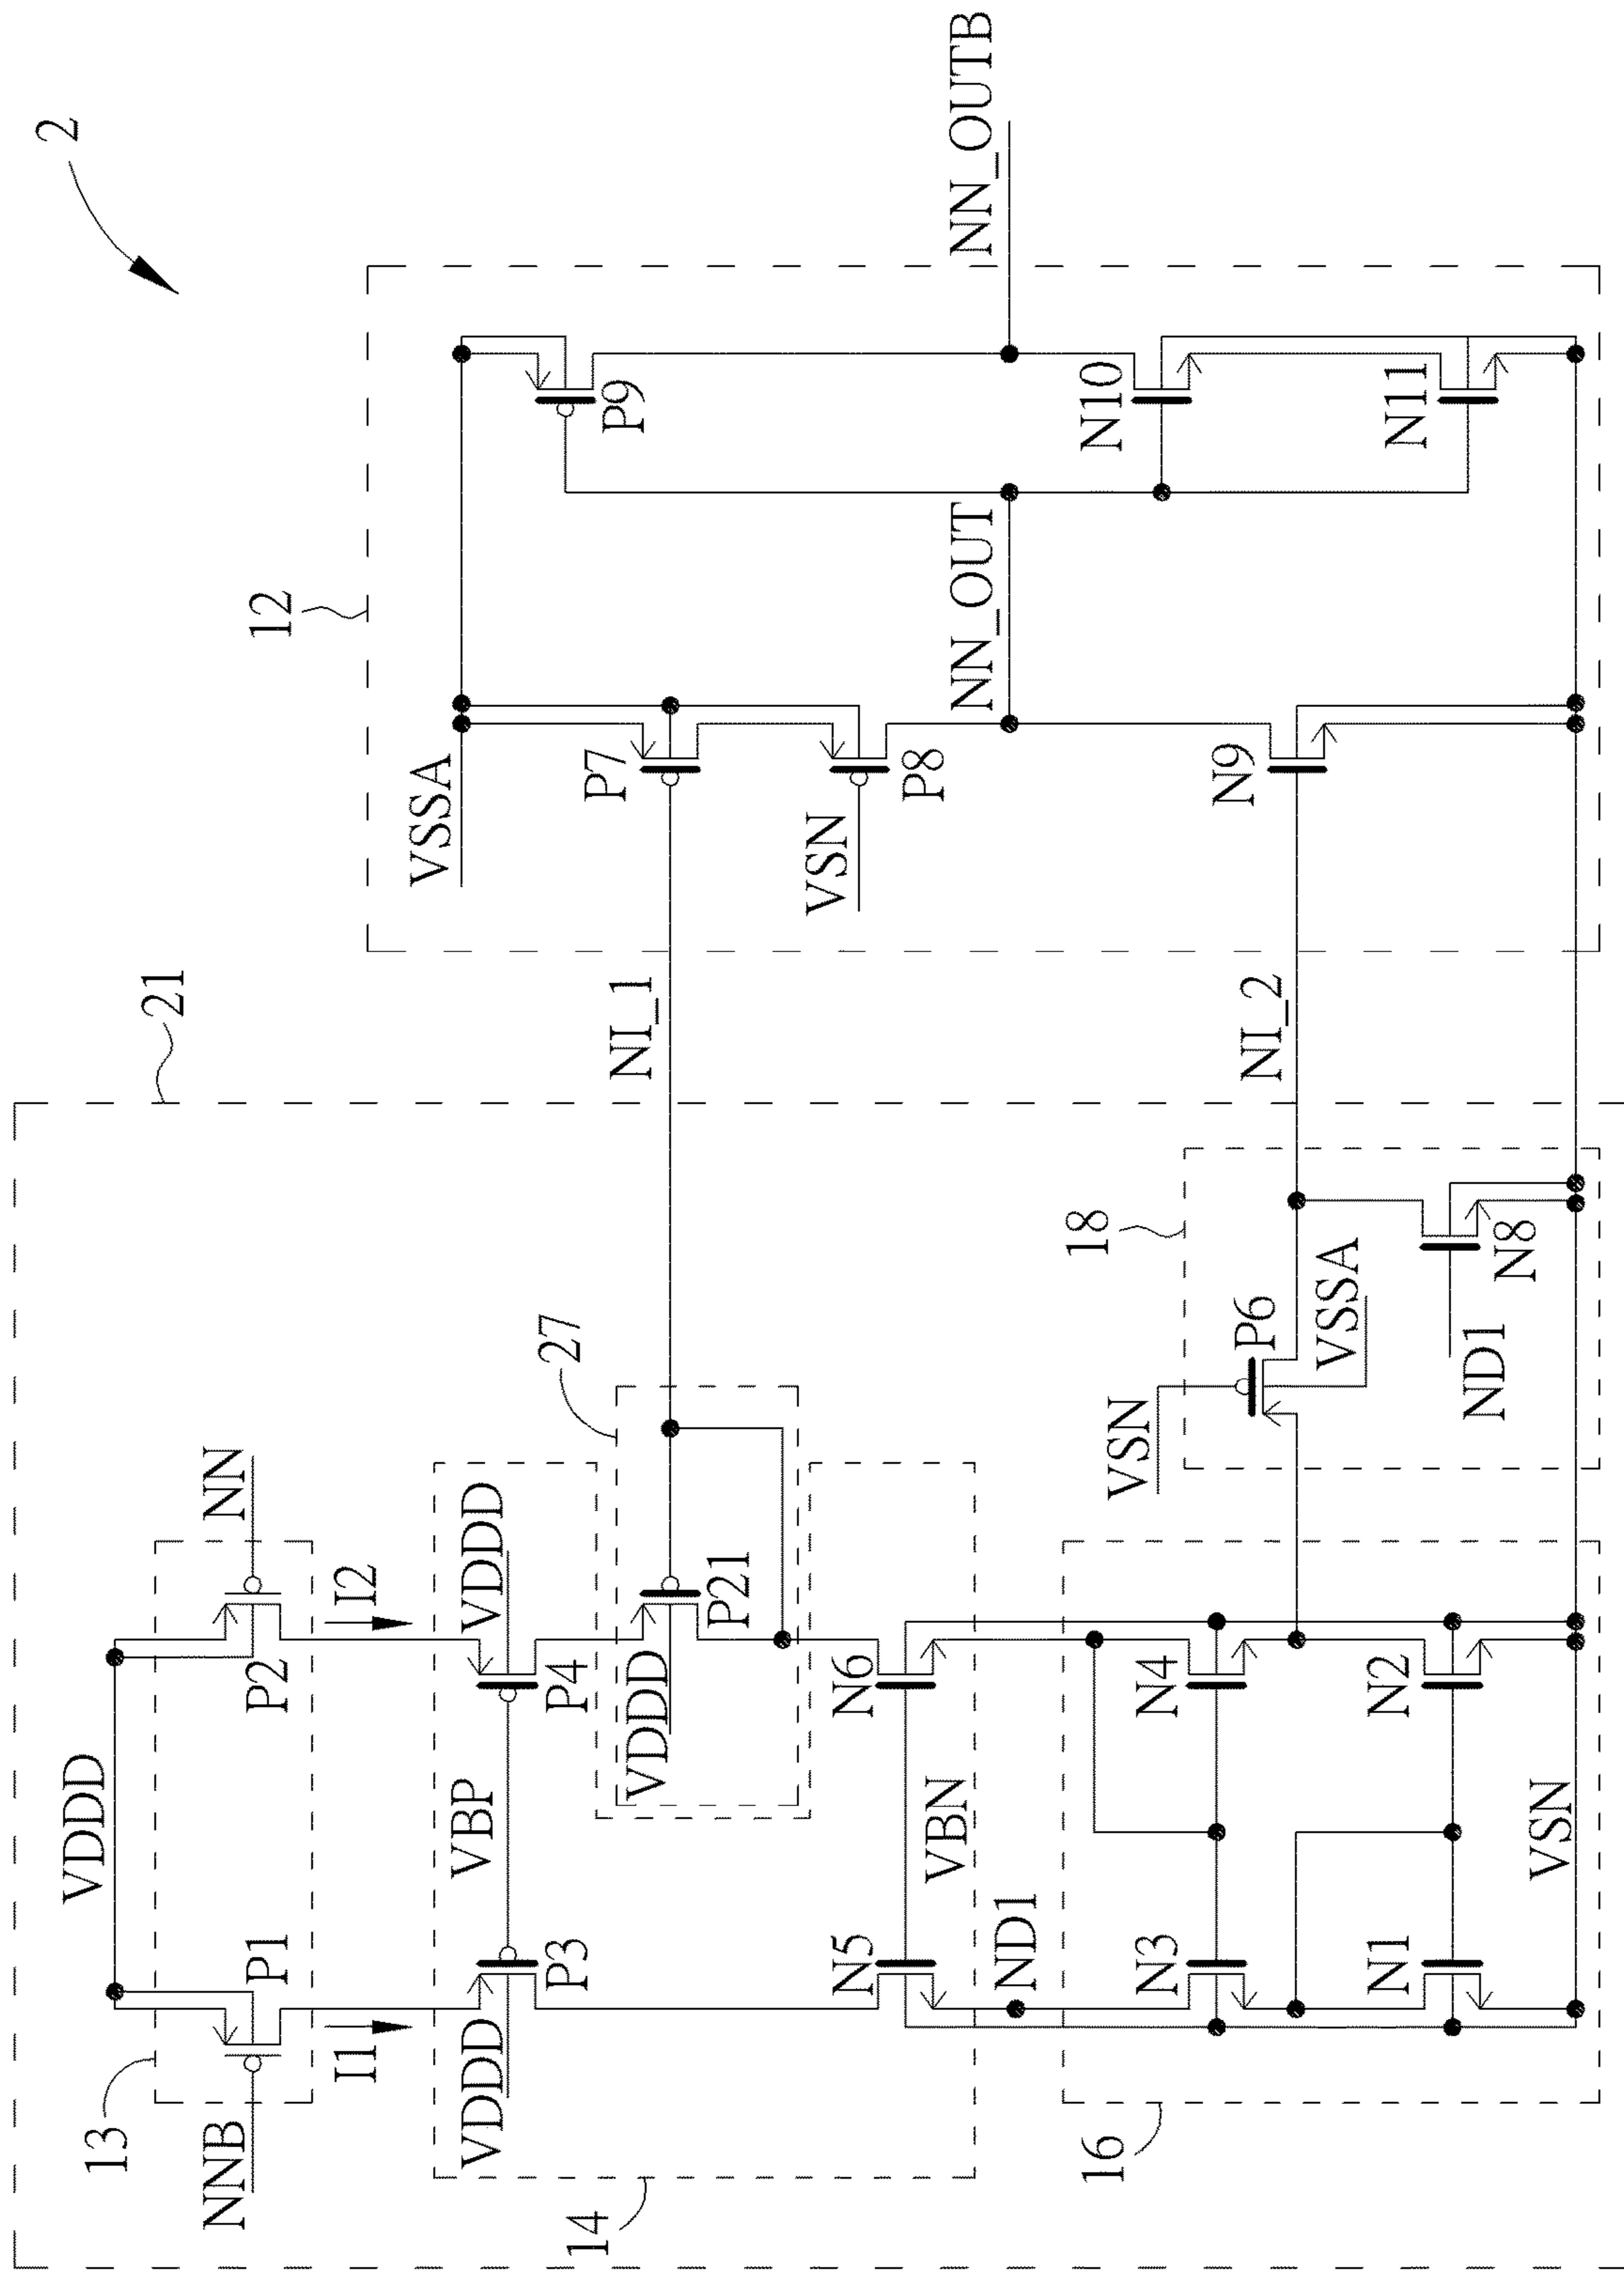 2
VDDD
13
21
NNB
NN
P1
P2
12
I1
I2
VSSA
VDDD
VBP
VDDD
27
P3
P4
14
P7
P9
NI_1
VDDD
P21
VSN
N5
N6
P8
VBN
NN_OUT
NN_OUTB
ND1
18
16
N10
VSN
N3
N4
N9
P6
NI_2
VSSA
N1
N2
N11
ND1
N8
VSN